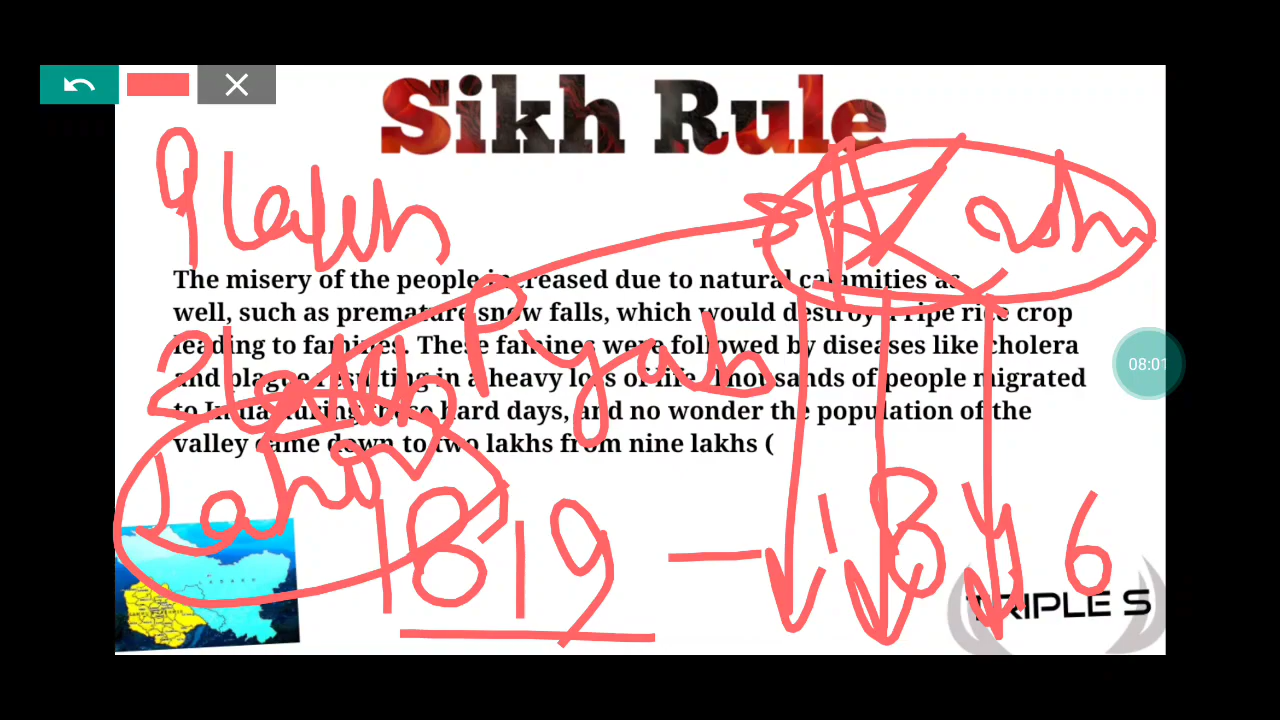 Sikh Rule
9 lakh
Kash
The misery of the people increased due to natural calamities as
well, such as premature snow falls, which would destroy a ripe rice crop
leading to famines. These famines were followed by diseases like cholera
and plague resulting in a heavy loss of life. Thousands of people migrated
to India during these hard days, and no wonder the population of the
valley came down to two lakhs from nine lakhs (
2 lakh
Lahor
1819 - 1846
08:01
TRIPLE S